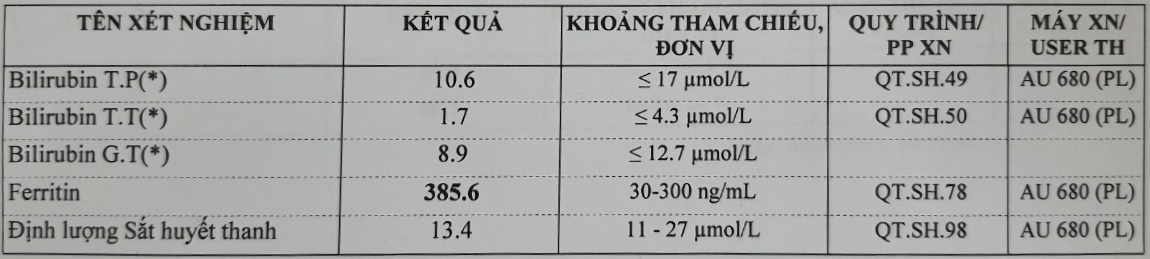 TÊN XÉT NGHIỆM KẾT QUẢ KHOẢNG THAM CHIẾU, ĐƠN VỊ QUY TRÌNH/ PP XN MÁY XN/ USER TH
Bilirubin T.P(*) 10.6 ≤ 17 µmol/L QT.SH.49 AU 680 (PL)
Bilirubin T.T(*) 1.7 ≤ 4.3 µmol/L QT.SH.50 AU 680 (PL)
Bilirubin G.T(*) 8.9 ≤ 12.7 µmol/L
Ferritin 385.6 30-300 ng/mL QT.SH.78 AU 680 (PL)
Định lượng Sắt huyết thanh 13.4 11 - 27 µmol/L QT.SH.98 AU 680 (PL)